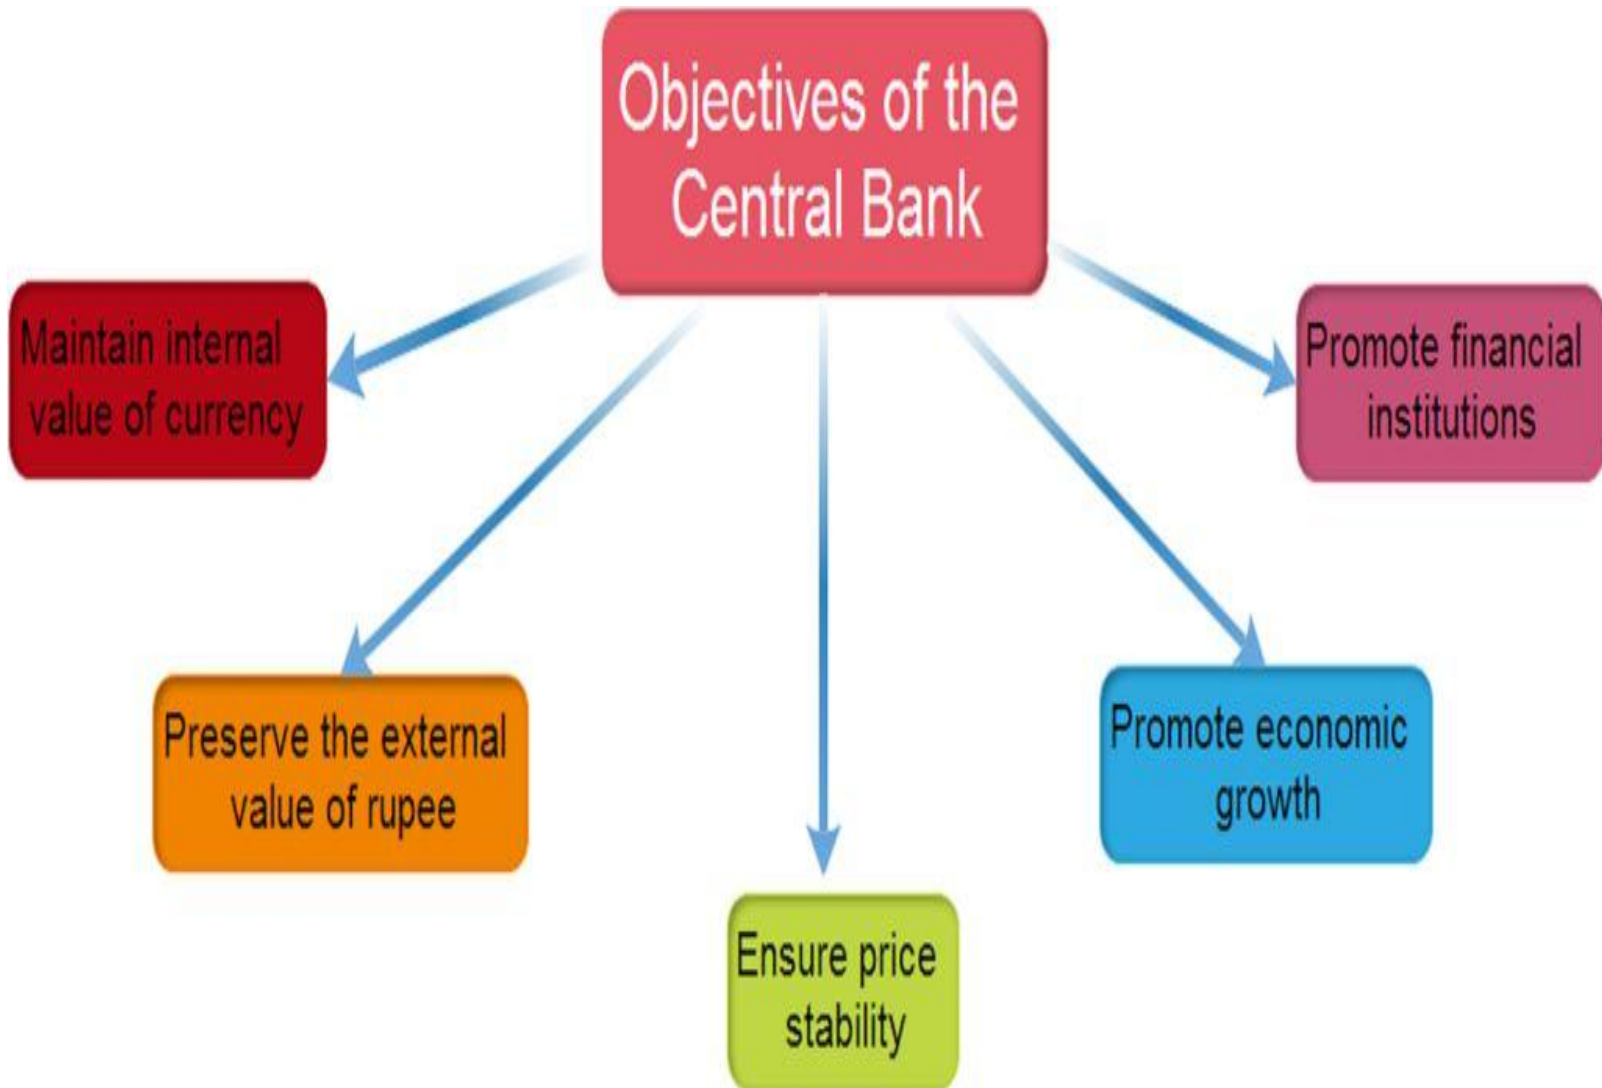 Objectives of the
Central Bank
Maintain internal
value of currency
Preserve the external
value of rupee
Ensure price
stability
Promote economic
growth
Promote financial
institutions